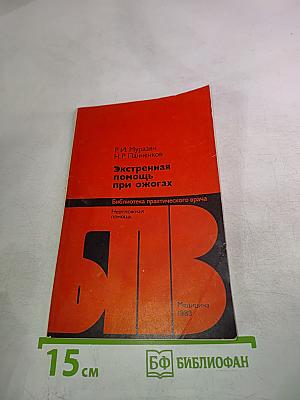 Р. И. Муразян
Н. Р. Панченков
Экстренная
помощь
при ожогах
Библиотека практического врача
Неотложная
помощь
БПВ
Медицина
1983
15 см
БФ БИБЛИОФАН